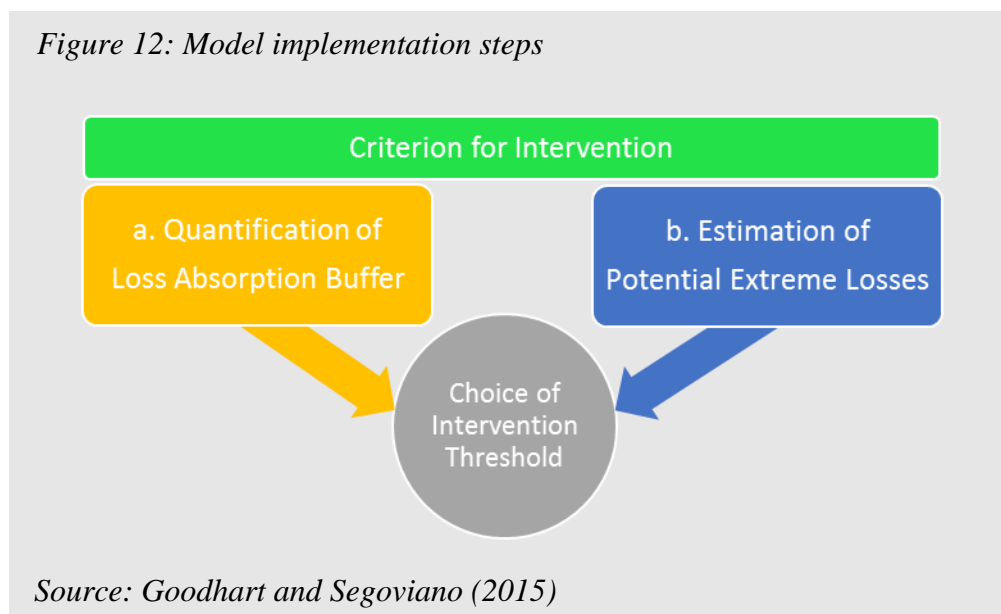 Figure 12: Model implementation steps
Criterion for Intervention
a. Quantification of
Loss Absorption Buffer
b. Estimation of
Potential Extreme Losses
Choice of
Intervention
Threshold
Source: Goodhart and Segoviano (2015)